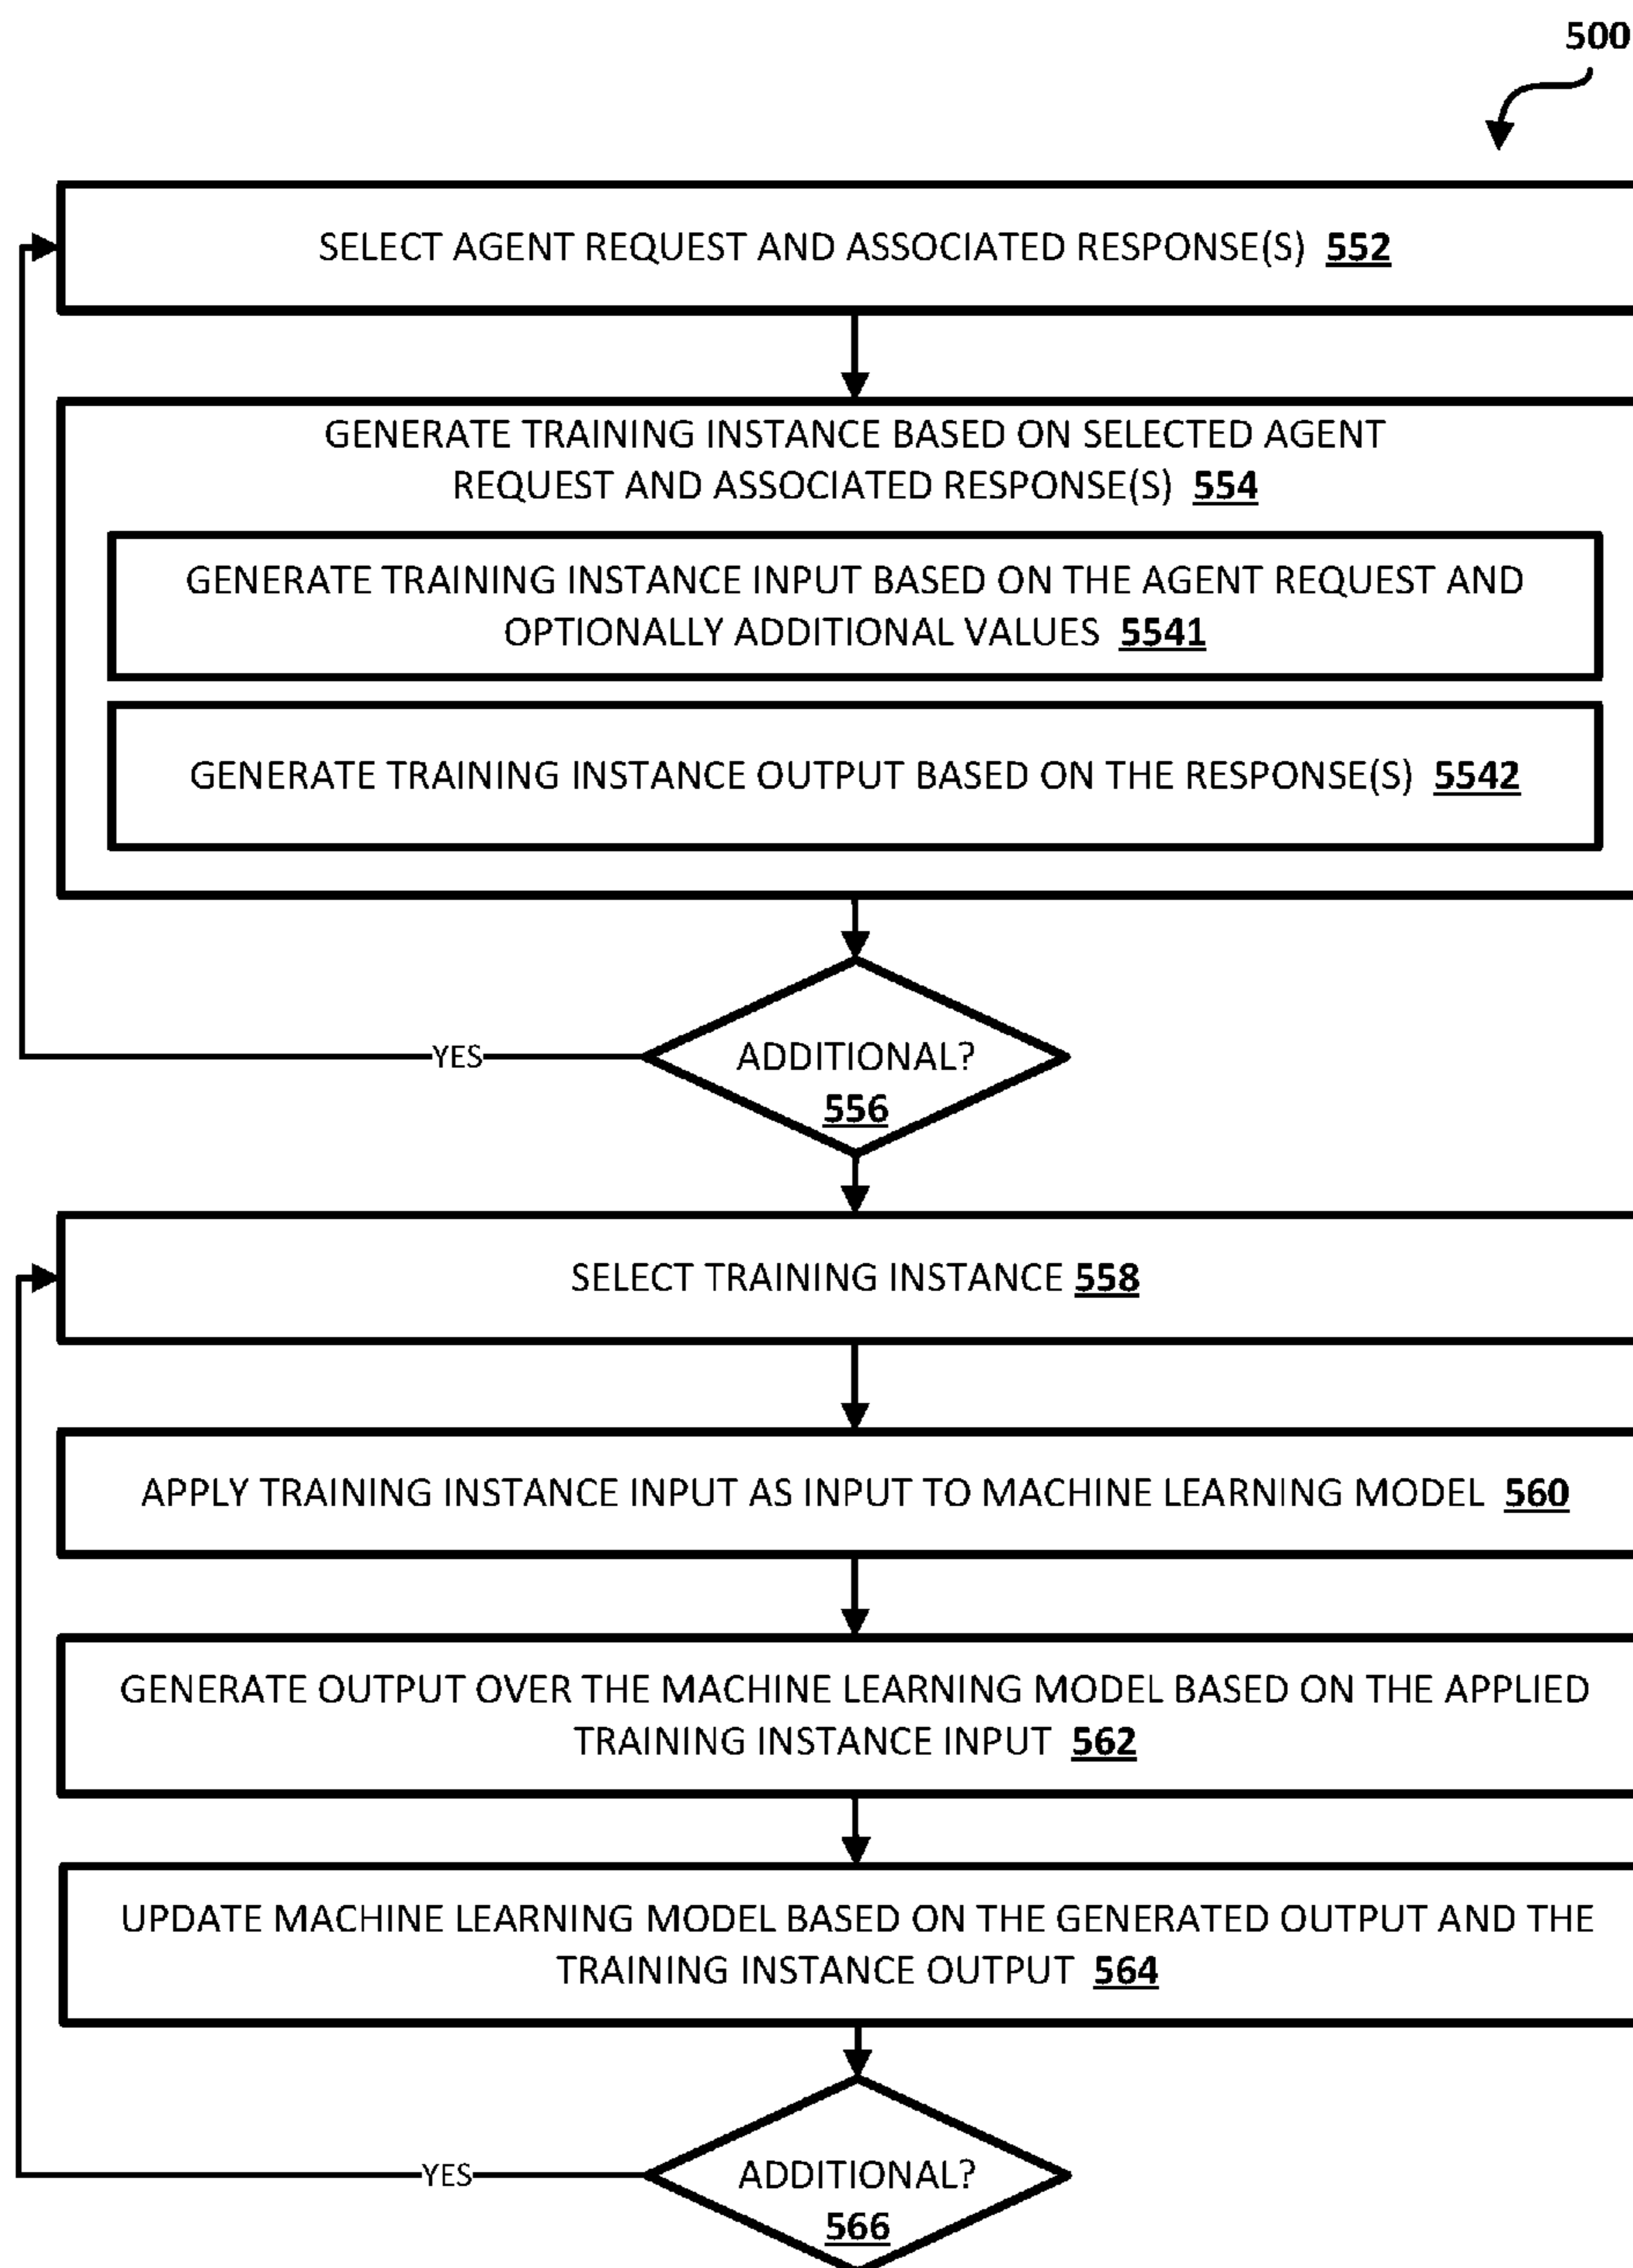 500
SELECT AGENT REQUEST AND ASSOCIATED RESPONSE(S) 552
GENERATE TRAINING INSTANCE BASED ON SELECTED AGENT
REQUEST AND ASSOCIATED RESPONSE(S) 554
GENERATE TRAINING INSTANCE INPUT BASED ON THE AGENT REQUEST AND
OPTIONALLY ADDITIONAL VALUES 5541
GENERATE TRAINING INSTANCE OUTPUT BASED ON THE RESPONSE(S) 5542
YES
ADDITIONAL?
556
SELECT TRAINING INSTANCE 558
APPLY TRAINING INSTANCE INPUT AS INPUT TO MACHINE LEARNING MODEL 560
GENERATE OUTPUT OVER THE MACHINE LEARNING MODEL BASED ON THE APPLIED
TRAINING INSTANCE INPUT 562
UPDATE MACHINE LEARNING MODEL BASED ON THE GENERATED OUTPUT AND THE
TRAINING INSTANCE OUTPUT 564
YES
ADDITIONAL?
566